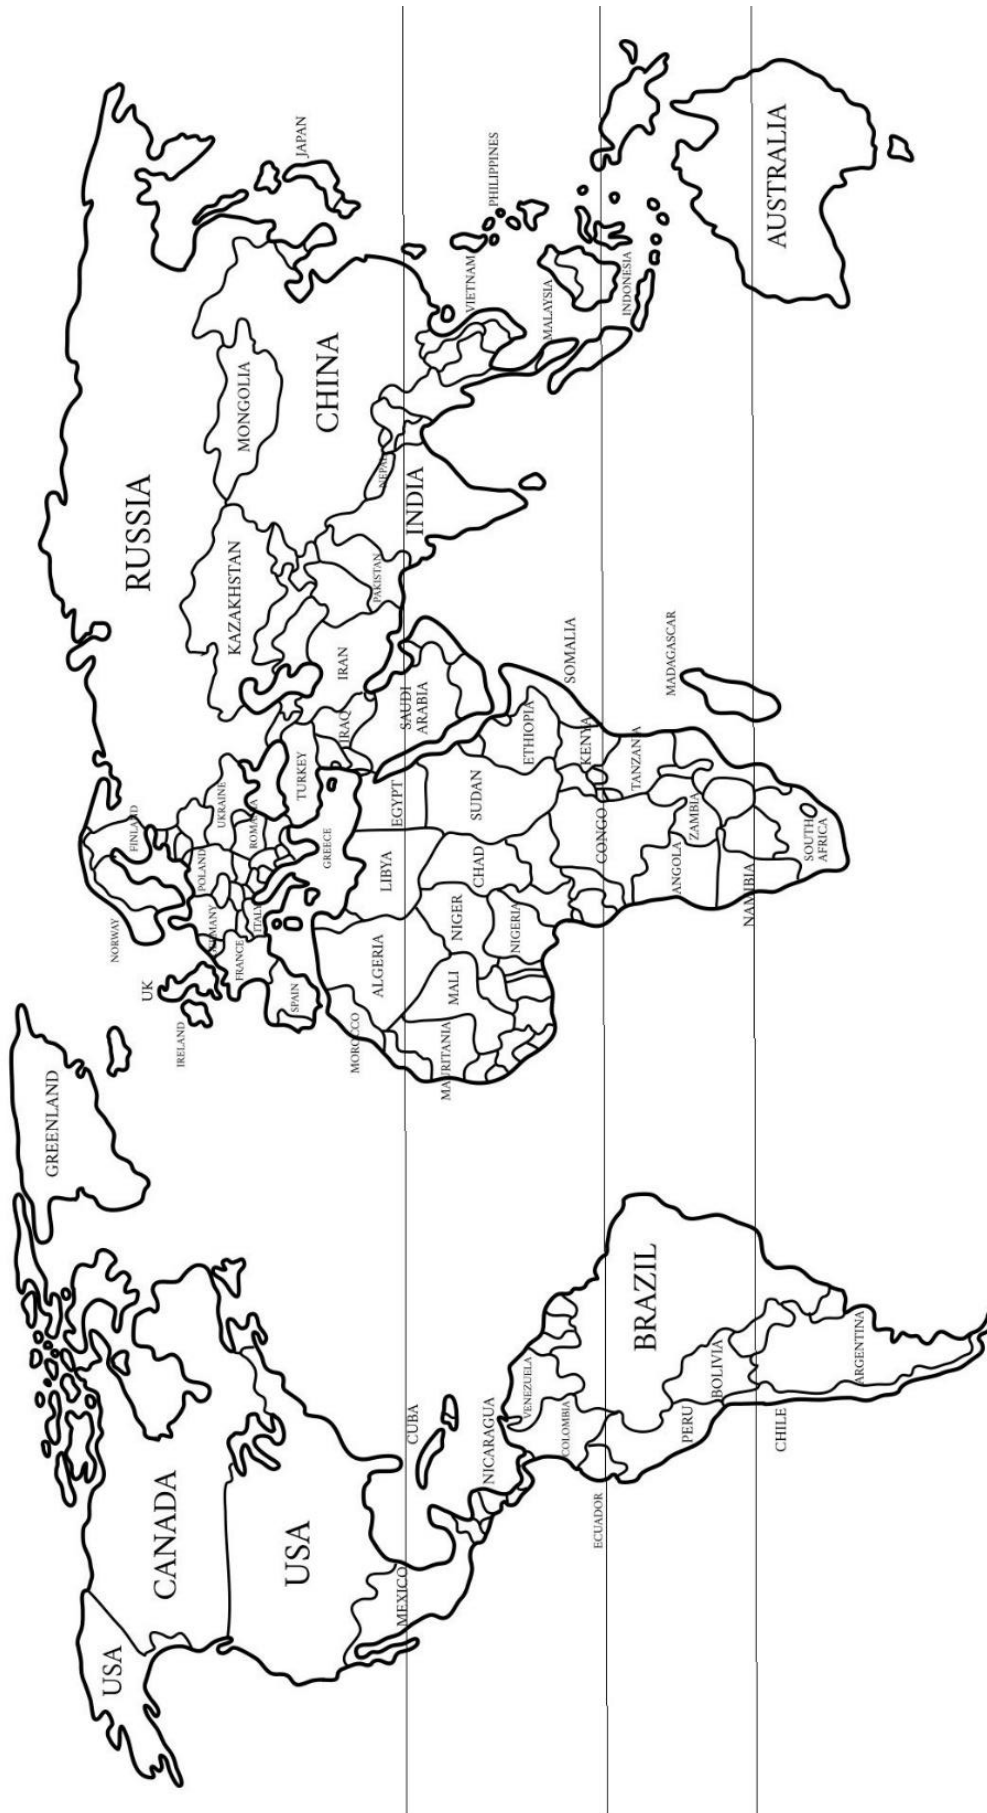 GREENLAND
USA
CANADA
USA
MEXICO
CUBA
NICARAGUA
VENEZUELA
COLOMBIA
ECUADOR
PERU
BRAZIL
BOLIVIA
CHILE
ARGENTINA
IRELAND
UK
NORWAY
FINLAND
GERMANY
POLAND
FRANCE
UKRAINE
ROMANIA
ITALY
SPAIN
GREECE
TURKEY
RUSSIA
KAZAKHSTAN
MONGOLIA
CHINA
JAPAN
IRAQ
IRAN
PAKISTAN
NEPAL
INDIA
SAUDI
ARABIA
VIETNAM
PHILIPPINES
MALAYSIA
INDONESIA
MOROCCO
ALGERIA
LIBYA
EGYPT
MAURITANIA
MALI
NIGER
CHAD
SUDAN
NIGERIA
ETHIOPIA
SOMALIA
KENYA
CONGO
TANZANIA
ANGOLA
ZAMBIA
MADAGASCAR
NAMIBIA
SOUTH
AFRICA
AUSTRALIA